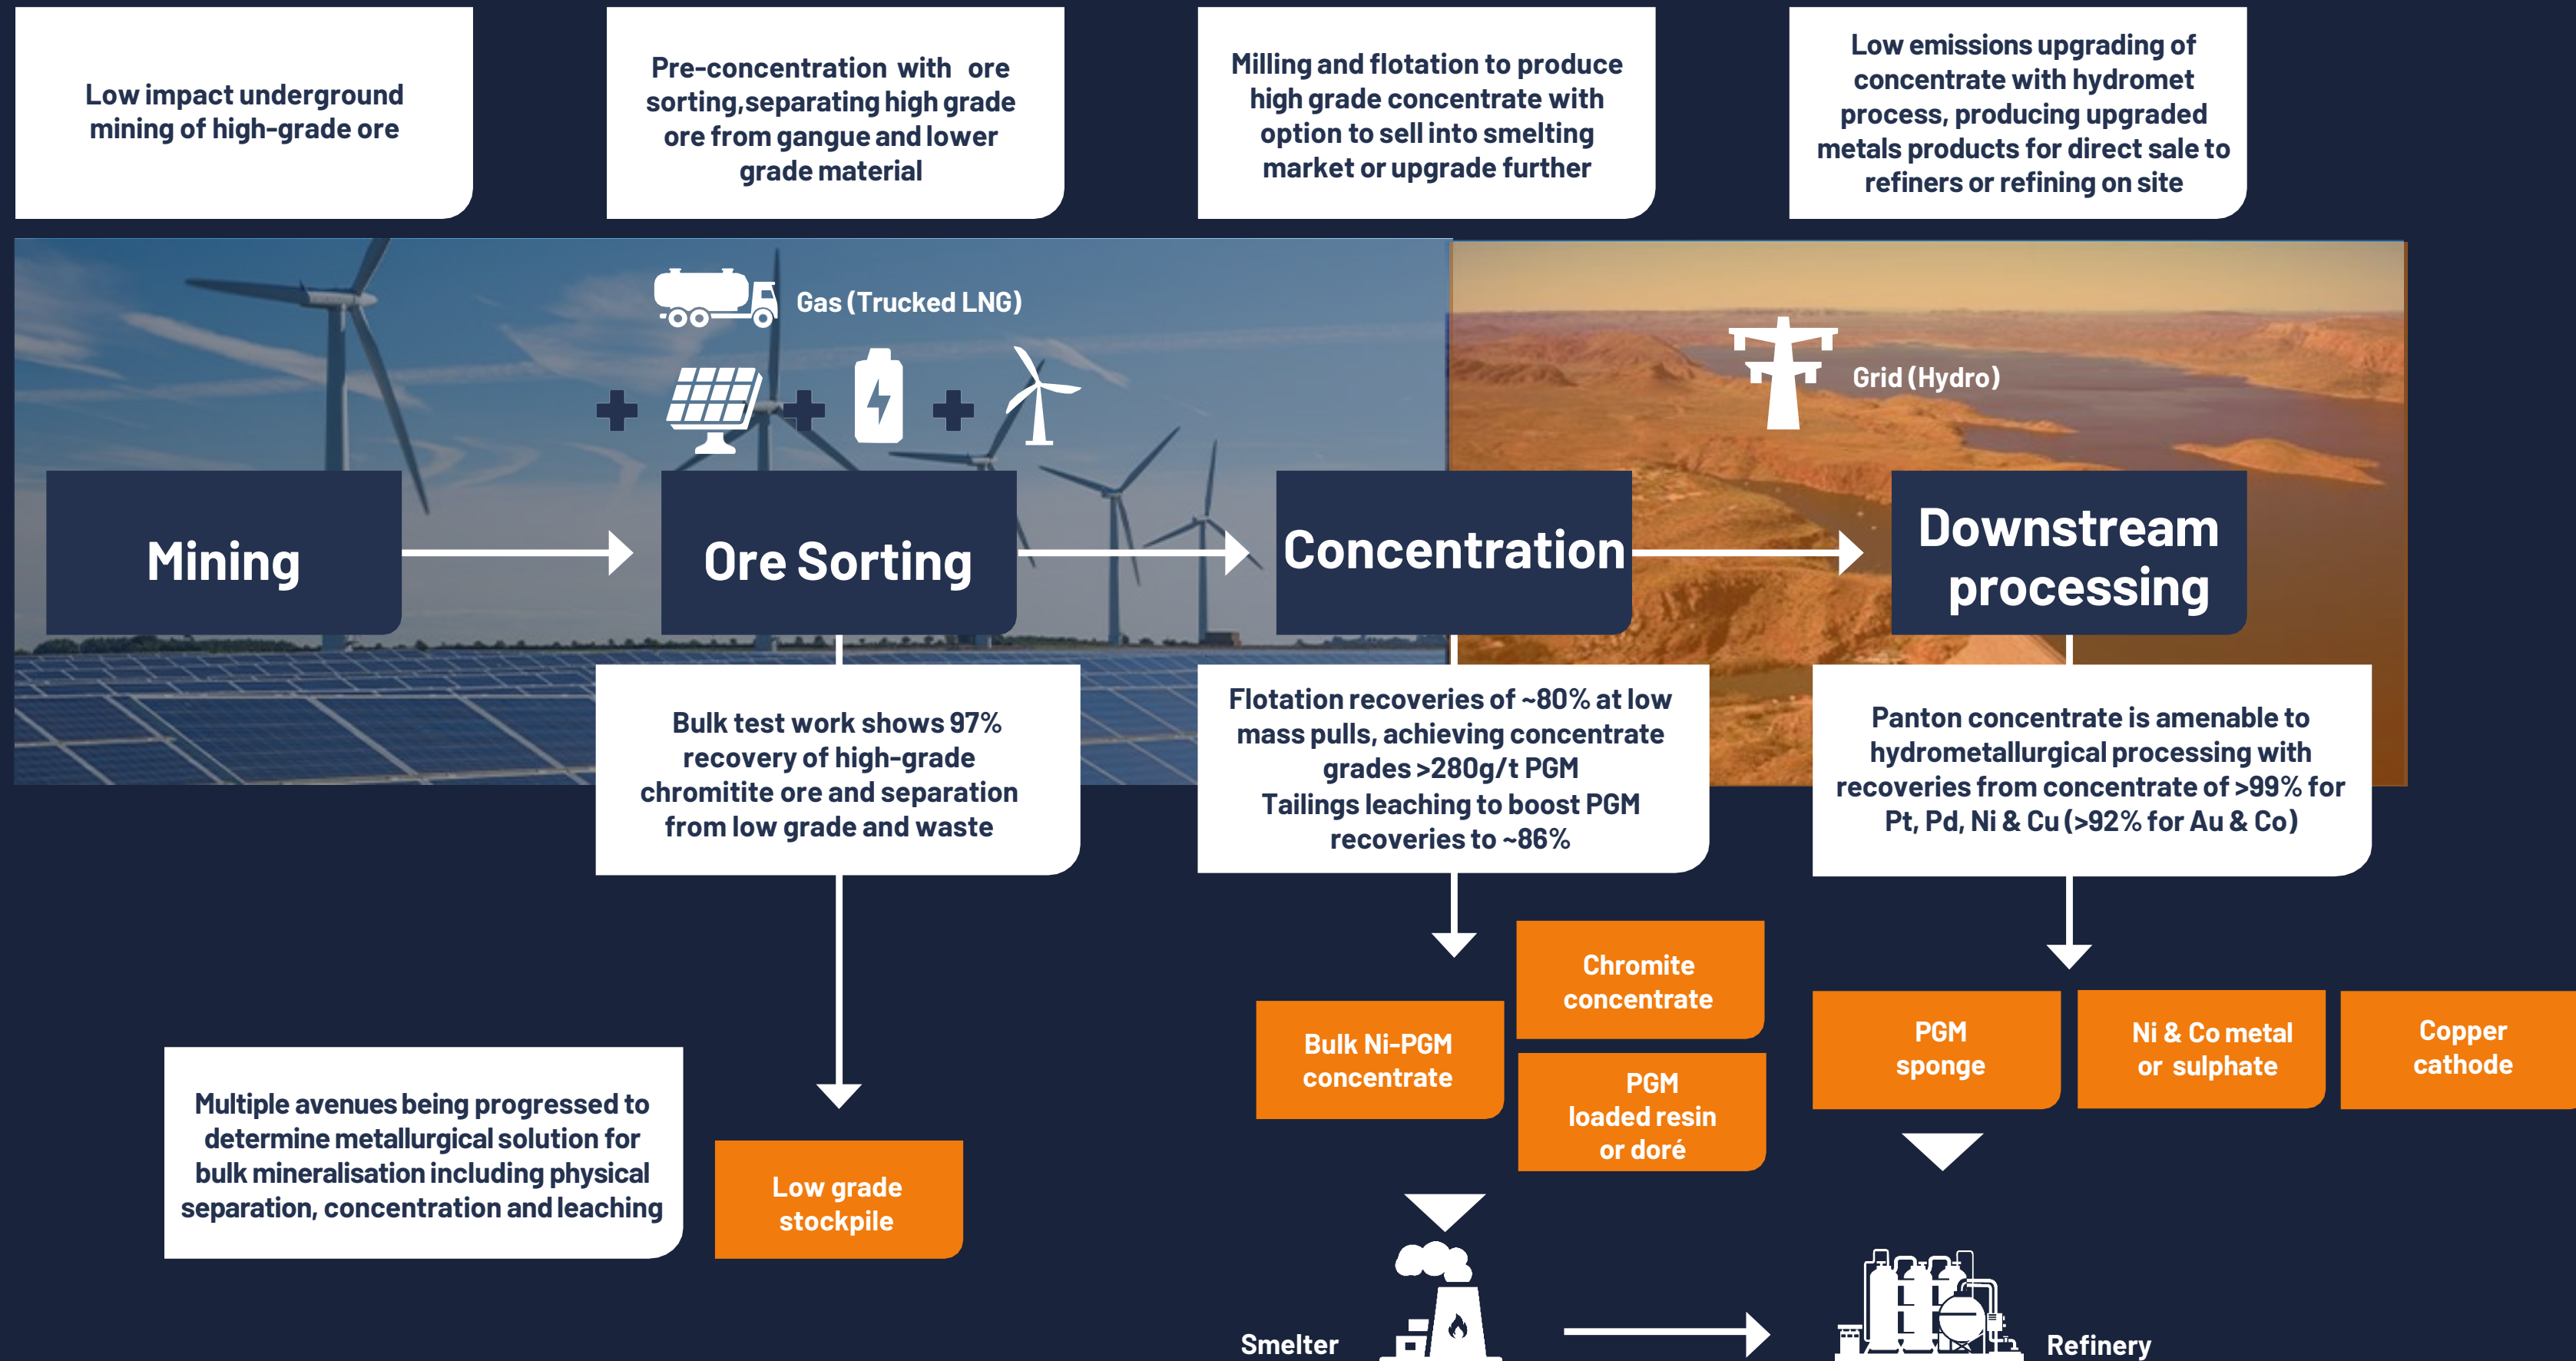 Low impact underground
mining of high-grade ore
Pre-concentration with ore
sorting,separating high grade
ore from gangue and lower
grade material
Milling and flotation to produce
high grade concentrate with
option to sell into smelting
market or upgrade further
Low emissions upgrading of
concentrate with hydromet
process, producing upgraded
metals products for direct sale to
refiners or refining on site
Gas (Trucked LNG)
Grid (Hydro)
Mining
Ore Sorting
Concentration
Downstream
processing
Bulk test work shows 97%
recovery of high-grade
chromitite ore and separation
from low grade and waste
Flotation recoveries of ~80% at low
mass pulls, achieving concentrate
grades >280g/t PGM
Tailings leaching to boost PGM
recoveries to ~86%
Panton concentrate is amenable to
hydrometallurgical processing with
recoveries from concentrate of >99% for
Pt, Pd, Ni & Cu (>92% for Au & Co)
Multiple avenues being progressed to
determine metallurgical solution for
bulk mineralisation including physical
separation, concentration and leaching
Low grade
stockpile
Bulk Ni-PGM
concentrate
Chromite
concentrate
PGM
loaded resin
or doré
PGM
sponge
Ni & Co metal
or sulphate
Copper
cathode
Smelter
Refinery